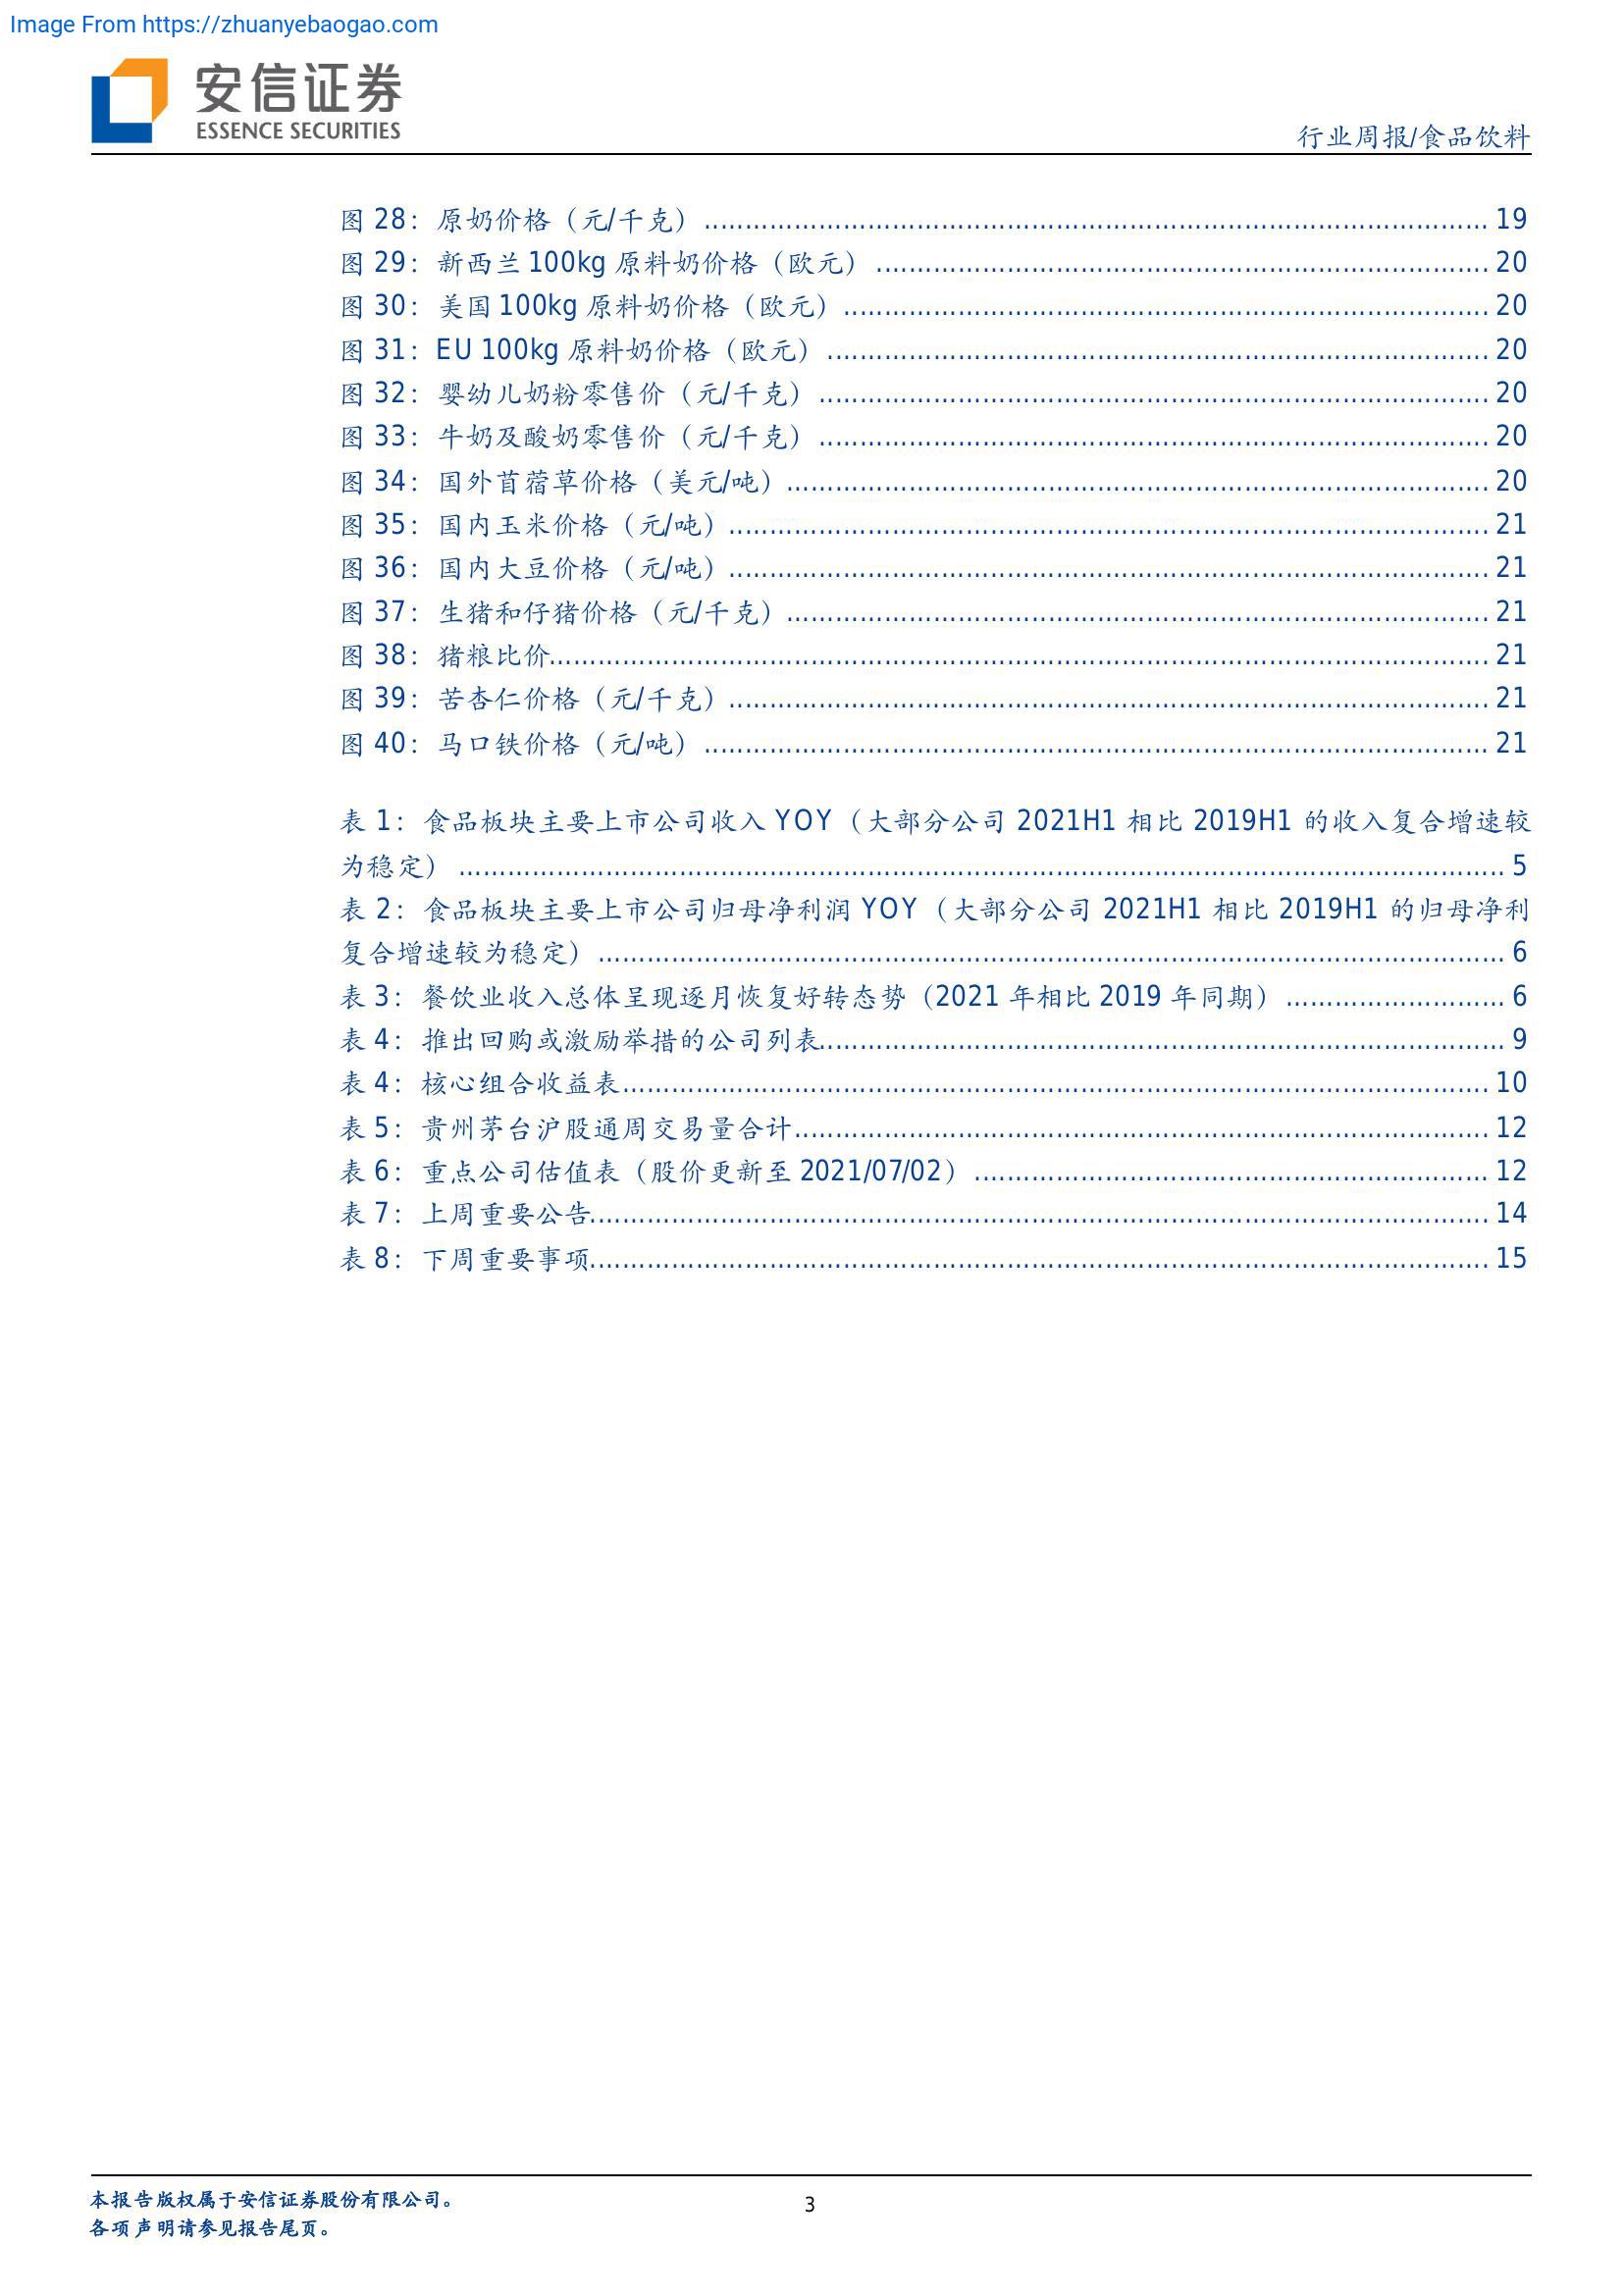 Image From https://zhuanyebaogao.com
安信证券
ESSENCE SECURITIES
行业周报/食品饮料
图 28：原奶价格（元/千克）................................................ 19
图 29：新西兰 100kg 原料奶价格（欧元）................................................ 20
图 30：美国 100kg 原料奶价格（欧元）................................................ 20
图 31：EU 100kg 原料奶价格（欧元）................................................ 20
图 32：婴幼儿奶粉零售价（元/千克）................................................ 20
图 33：牛奶及酸奶零售价（元/千克）................................................ 20
图 34：国外苜蓿草价格（美元/吨）................................................ 20
图 35：国内玉米价格（元/吨）................................................ 21
图 36：国内大豆价格（元/吨）................................................ 21
图 37：生猪和仔猪价格（元/千克）................................................ 21
图 38：猪粮比价................................................ 21
图 39：苦杏仁价格（元/千克）................................................ 21
图 40：马口铁价格（元/吨）................................................ 21
表 1：食品板块主要上市公司收入 YOY（大部分公司 2021H1 相比 2019H1 的收入复合增速较
为稳定）................................................ 5
表 2：食品板块主要上市公司归母净利润 YOY（大部分公司 2021H1 相比 2019H1 的归母净利
复合增速较为稳定）................................................ 6
表 3：餐饮业收入总体呈现逐月恢复好转态势（2021 年相比 2019 年同期）................ 6
表 4：推出回购或激励举措的公司列表................................................ 9
表 4：核心组合收益表................................................ 10
表 5：贵州茅台沪股通周交易量合计................................................ 12
表 6：重点公司估值表（股价更新至 2021/07/02）................................................ 12
表 7：上周重要公告................................................ 14
表 8：下周重要事项................................................ 15
本报告版权属于安信证券股份有限公司。
各项声明请参见报告尾页。
3